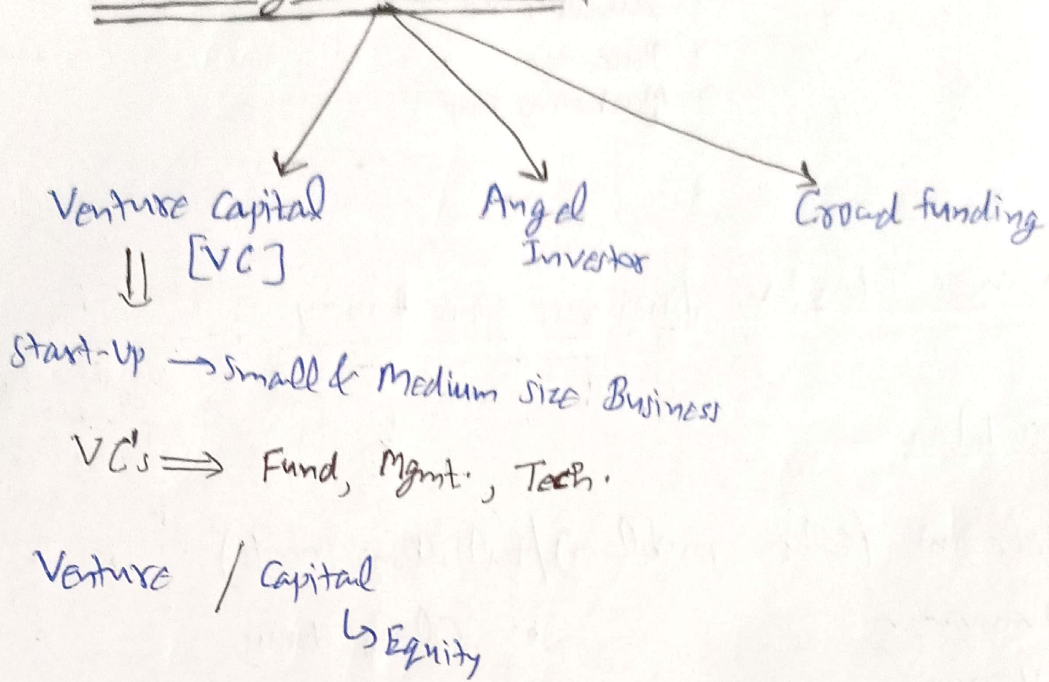 Venture Capital
[VC]
Angel
Investor
Croud funding
Start-Up → Small & Medium size Business
VC's ⇒ Fund, Mgmt., Tech.
Venture / Capital
↳ Equity